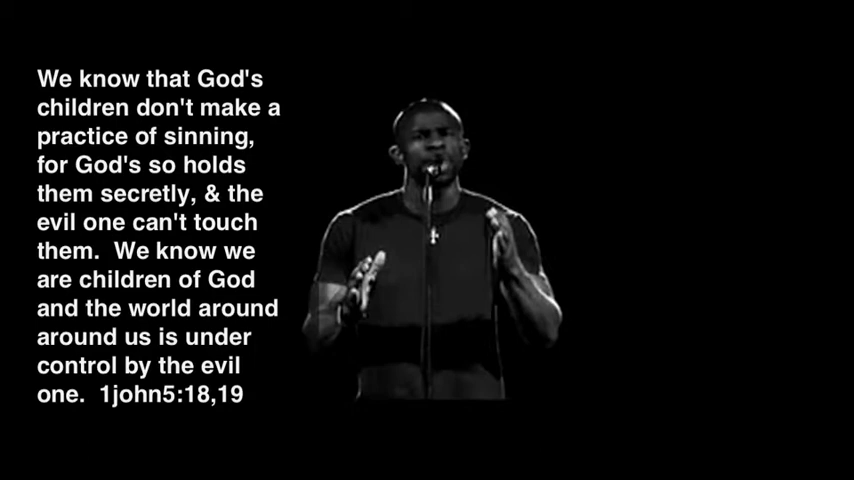 We know that God's
children don't make a
practice of sinning,
for God's so holds
them secretly, & the
evil one can't touch
them.  We know we
are children of God
and the world around
around us is under
control by the evil
one.  1john5:18,19